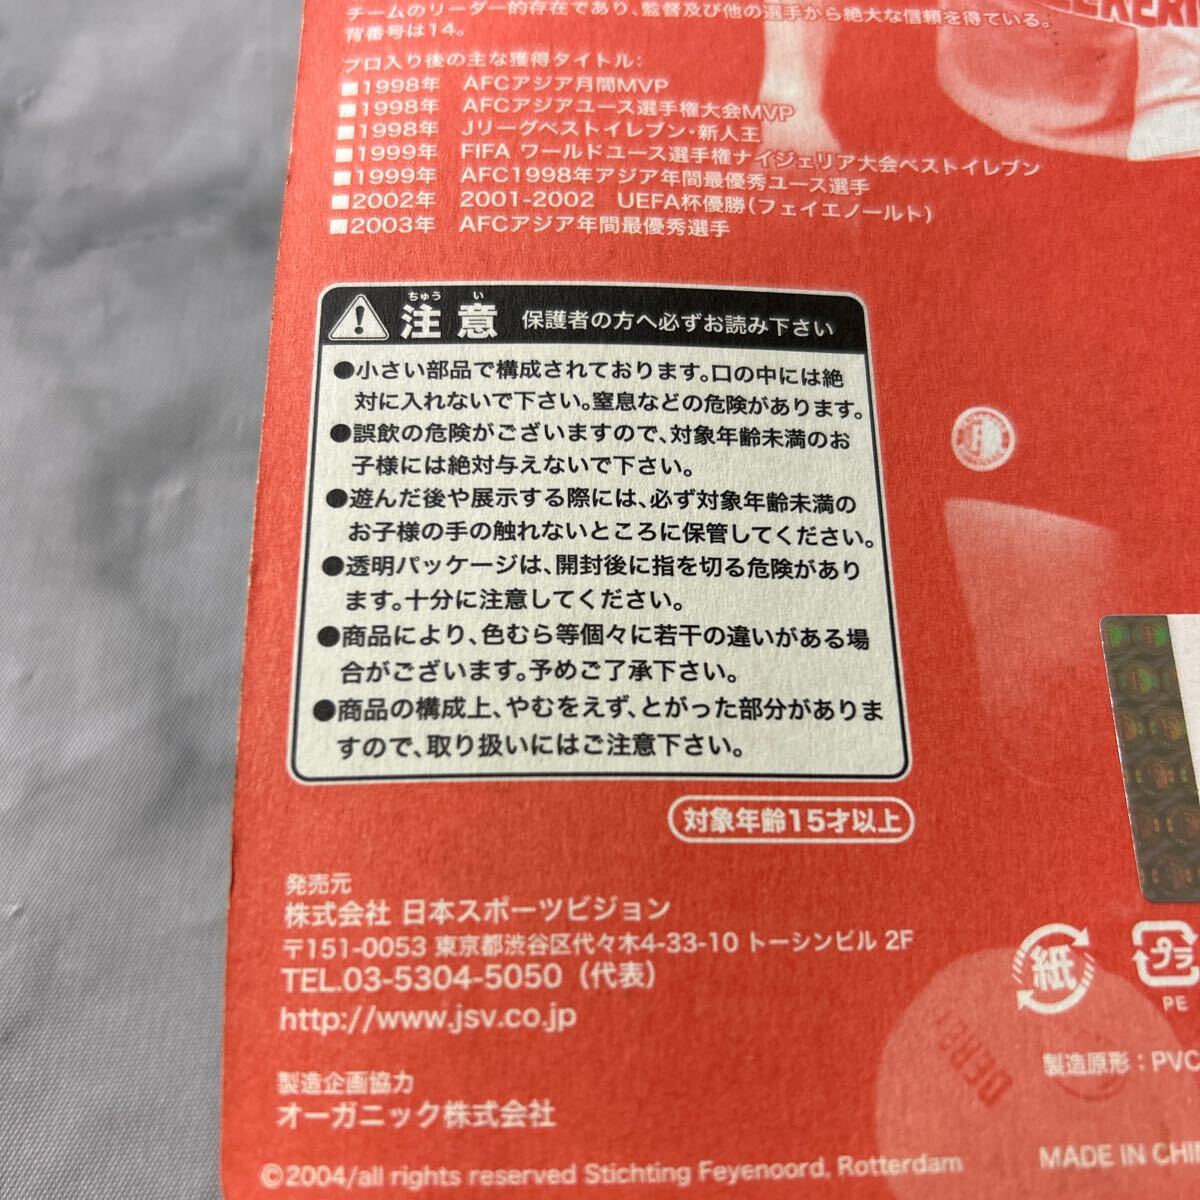 チームのリーダー的存在であり、監督及び他の選手から絶大な信頼を得ている。
背番号は14。
プロ入り後の主な獲得タイトル:
■1998年 AFCアジア月間MVP
■1998年 AFCアジアユース選手権大会MVP
■1998年 Jリーグベストイレブン・新人王
■1999年 FIFA ワールドユース選手権ナイジェリア大会ベストイレブン
■1999年 AFC1998年アジア年間最優秀ユース選手
■2002年 2001-2002 UEFA杯優勝(フェイエノールト)
■2003年 AFCアジア年間最優秀選手
ちゅう い
注意 保護者の方へ必ずお読み下さい
●小さい部品で構成されております。口の中には絶
対に入れないで下さい。窒息などの危険があります。
●誤飲の危険がございますので、対象年齢未満のお
子様には絶対与えないで下さい。
●遊んだ後や展示する際には、必ず対象年齢未満の
お子様の手の触れないところに保管してください。
●透明パッケージは、開封後に指を切る危険があり
ます。十分に注意してください。
●商品により、色むら等個々に若干の違いがある場
合がございます。予めご了承下さい。
●商品の構成上、やむをえず、とがった部分がありま
すので、取り扱いにはご注意下さい。
対象年齢15才以上
発売元
株式会社 日本スポーツビジョン
〒151-0053 東京都渋谷区代々木4-33-10 トーシンビル 2F
TEL.03-5304-5050（代表）
http://www.jsv.co.jp
紙
プラ
PE
製造原形：PVC
製造企画協力
オーガニック株式会社
©2004/all rights reserved Stichting Feyenoord, Rotterdam
MADE IN CHIN